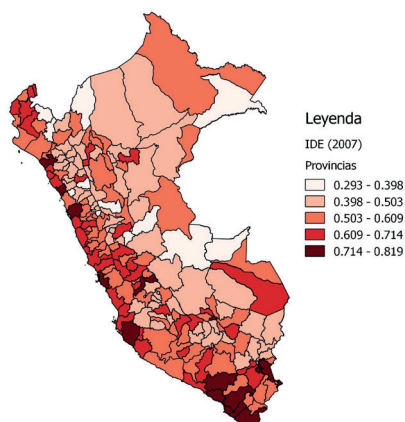 Leyenda
IDE (2007)
Provincias
0.293 - 0.398
0.398 - 0.503
0.503 - 0.609
0.609 - 0.714
0.714 - 0.819